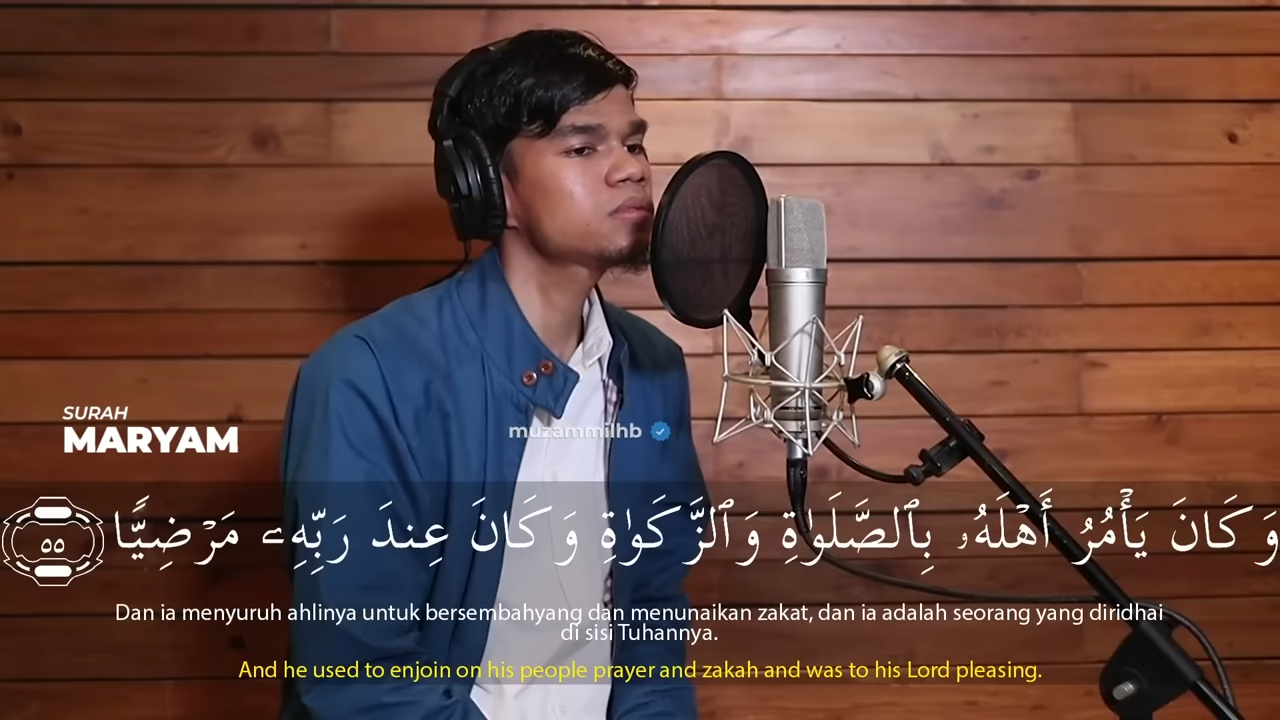 SURAH
MARYAM
muzammilhb
وَكَانَ يَأْمُرُ أَهْلَهُۥ بِٱلصَّلَوٰةِ وَٱلزَّكَوٰةِ وَكَانَ عِندَ رَبِّهِۦ مَرْضِيًّا ٥٥
Dan ia menyuruh ahlinya untuk bersembahyang dan menunaikan zakat, dan ia adalah seorang yang diridhai
di sisi Tuhannya.
And he used to enjoin on his people prayer and zakah and was to his Lord pleasing.